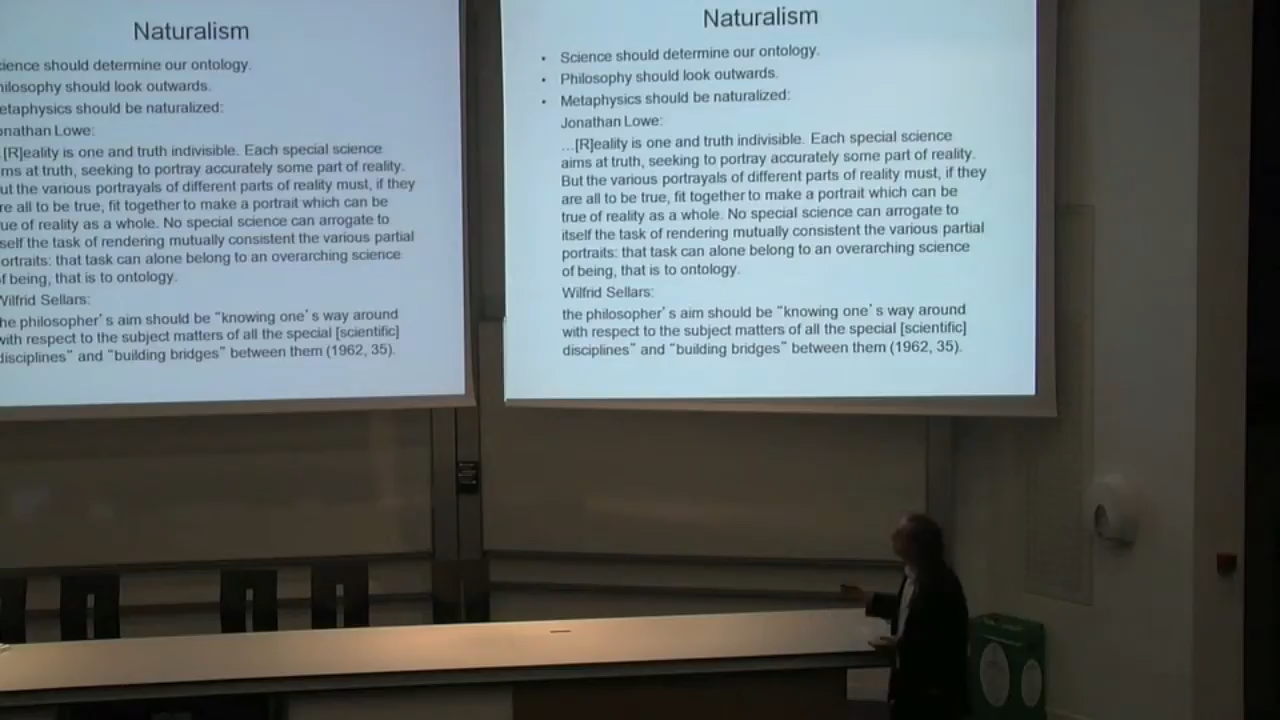 Naturalism
ience should determine our ontology.
hilosophy should look outwards.
etaphysics should be naturalized:
onathan Lowe:
.[R]eality is one and truth indivisible. Each special science
ms at truth, seeking to portray accurately some part of reality.
ut the various portrayals of different parts of reality must, if they
re all to be true, fit together to make a portrait which can be
ue of reality as a whole. No special science can arrogate to
self the task of rendering mutually consistent the various partial
ortraits: that task can alone belong to an overarching science
f being, that is to ontology.
Wilfrid Sellars:
he philosopher's aim should be "knowing one's way around
with respect to the subject matters of all the special [scientific]
disciplines" and "building bridges" between them (1962, 35).
Naturalism
• Science should determine our ontology.
• Philosophy should look outwards.
• Metaphysics should be naturalized:
Jonathan Lowe:
…[R]eality is one and truth indivisible. Each special science
aims at truth, seeking to portray accurately some part of reality.
But the various portrayals of different parts of reality must, if they
are all to be true, fit together to make a portrait which can be
true of reality as a whole. No special science can arrogate to
itself the task of rendering mutually consistent the various partial
portraits: that task can alone belong to an overarching science
of being, that is to ontology.
Wilfrid Sellars:
the philosopher's aim should be "knowing one's way around
with respect to the subject matters of all the special [scientific]
disciplines" and "building bridges" between them (1962, 35).